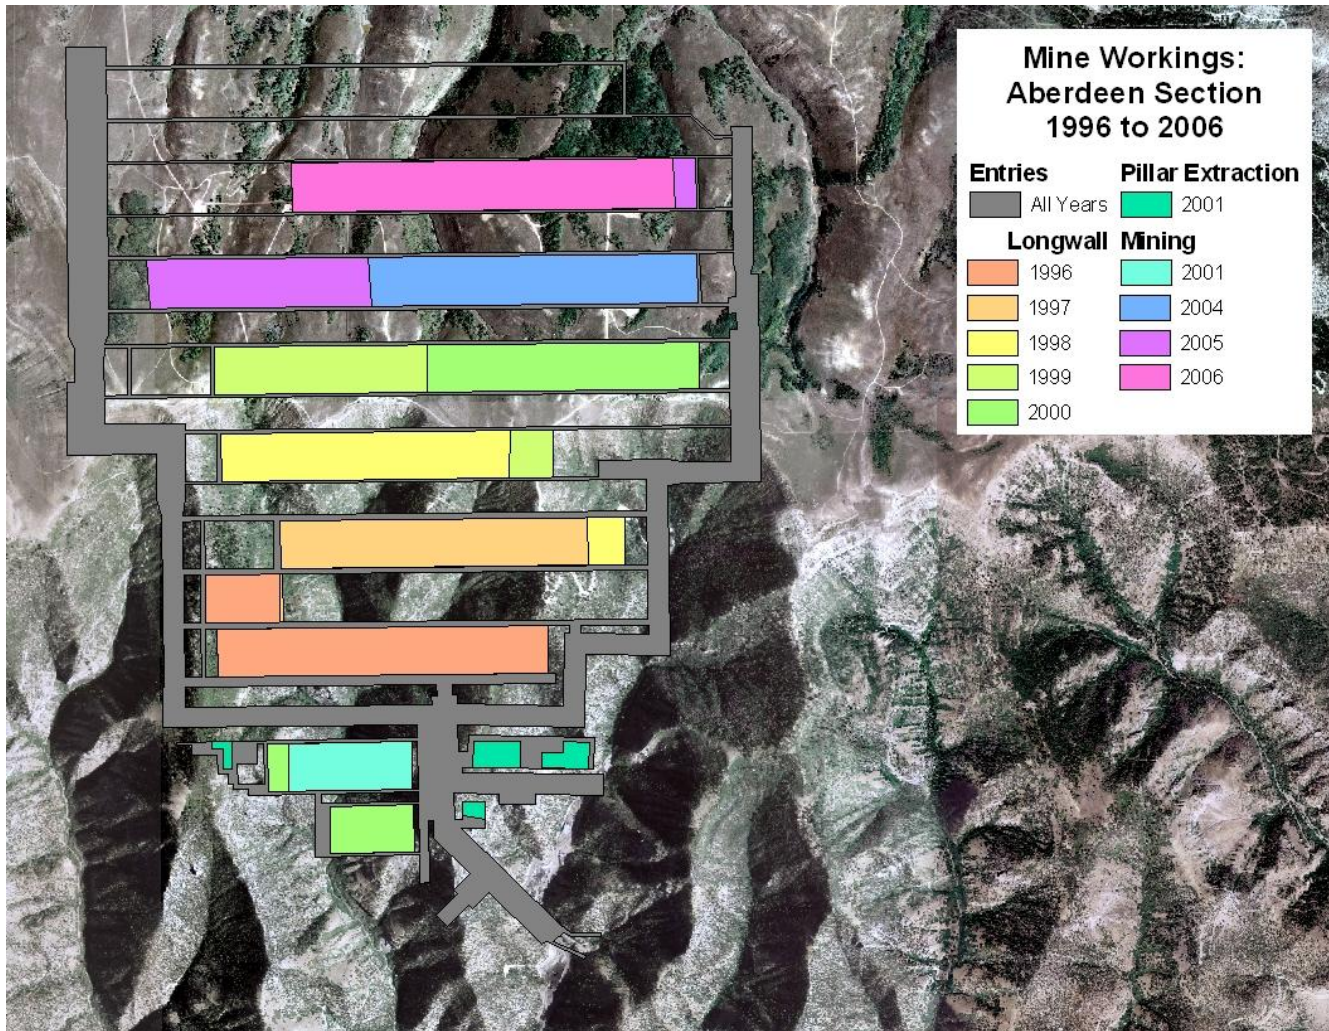 Mine Workings:
Aberdeen Section
1996 to 2006
Entries
All Years
Pillar Extraction
2001
Longwall Mining
1996
1997
1998
1999
2000
2001
2004
2005
2006